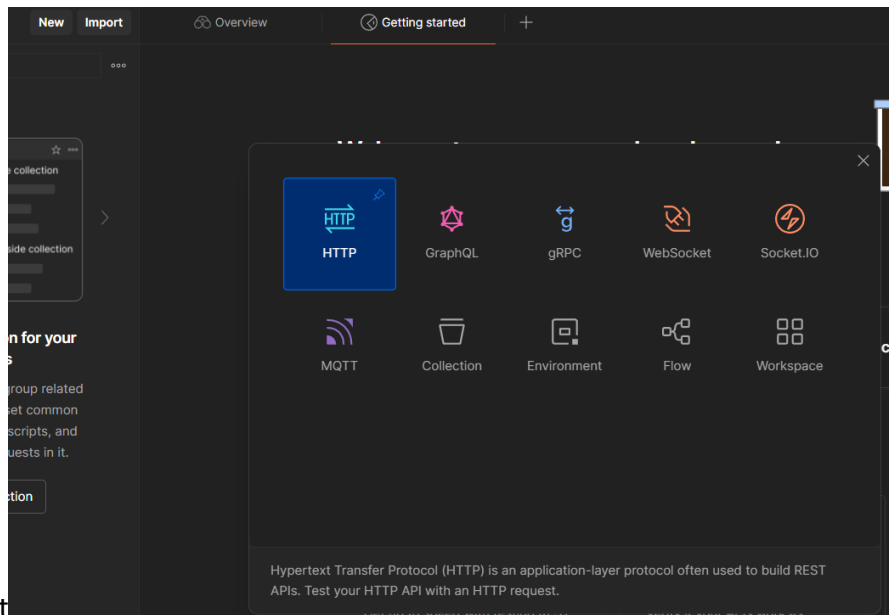 New Import Overview Getting started
collection
side collection
n for your
s
group related
set common
scripts, and
uests in it.
ction
HTTP
HTTP GraphQL gRPC WebSocket Socket.IO
MQTT Collection Environment Flow Workspace
Hypertext Transfer Protocol (HTTP) is an application-layer protocol often used to build REST
APIs. Test your HTTP API with an HTTP request.
t